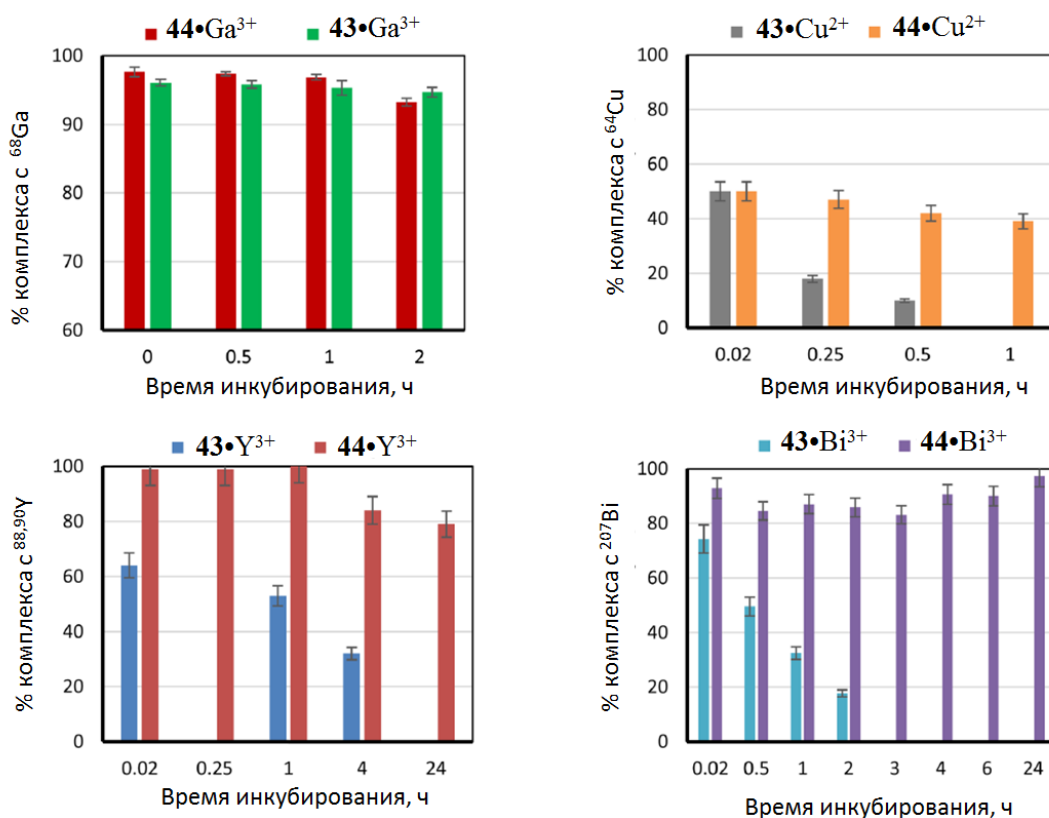 44•Ga³⁺ 43•Ga³⁺
% комплекса с ⁶⁸Ga
100
90
80
70
60
0 0.5 1 2
Время инкубирования, ч
43•Cu²⁺ 44•Cu²⁺
% комплекса с ⁶⁴Cu
100
80
60
40
20
0
0.02 0.25 0.5 1
Время инкубирования, ч
43•Y³⁺ 44•Y³⁺
% комплекса с ⁸⁸,⁹⁰Y
100
80
60
40
20
0
0.02 0.25 1 4 24
Время инкубирования, ч
43•Bi³⁺ 44•Bi³⁺
% комплекса с ²⁰⁷Bi
100
80
60
40
20
0
0.02 0.5 1 2 3 4 6 24
Время инкубирования, ч